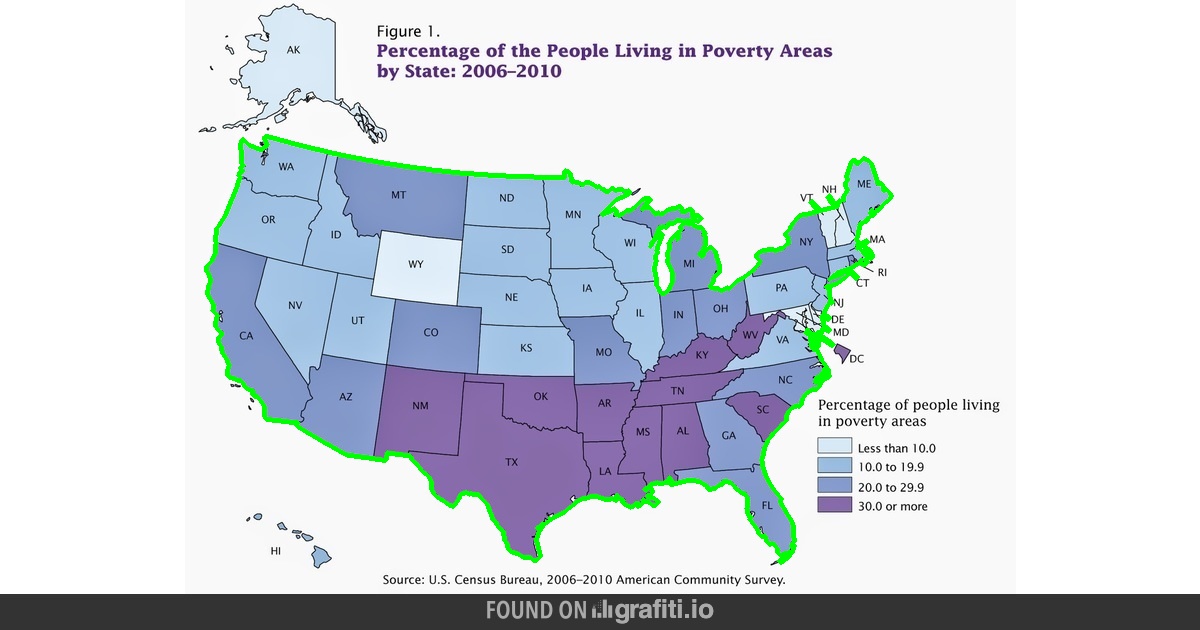 AK
Figure 1.
Percentage of the People Living in Poverty Areas
by State: 2006–2010
WA
MT
ND
MN
VT
NH
ME
OR
ID
SD
WI
MI
NY
MA
WY
RI
CT
NV
UT
NE
IA
IL
IN
OH
PA
NJ
DE
MD
CA
CO
KS
MO
KY
WV
VA
DC
AZ
NM
OK
AR
TN
NC
SC
MS
AL
GA
TX
LA
FL
HI
Percentage of people living
in poverty areas
Less than 10.0
10.0 to 19.9
20.0 to 29.9
30.0 or more
Source: U.S. Census Bureau, 2006–2010 American Community Survey.
FOUND ON grafiti.io